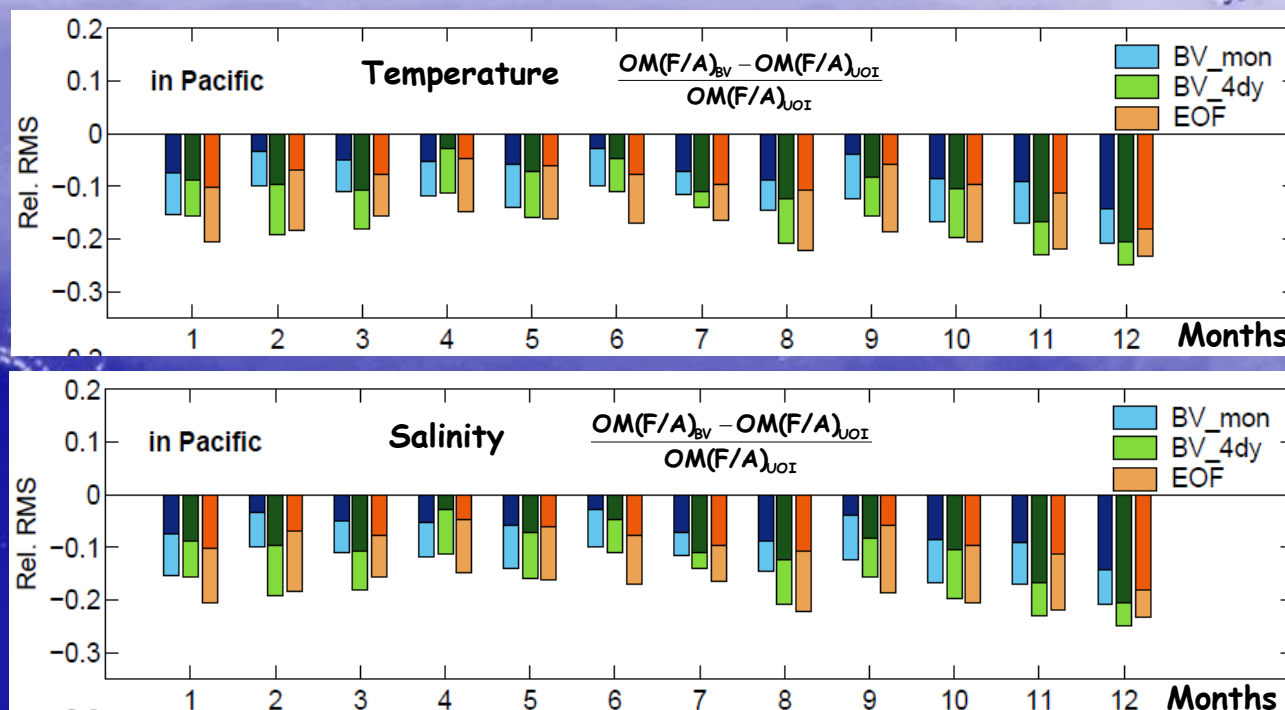 0.2
in Pacific
Temperature
OM(F/A)BV – OM(F/A)UOI
OM(F/A)UOI
BV_mon
BV_4dy
EOF
0.1
0
−0.1
−0.2
−0.3
Rel. RMS
1 2 3 4 5 6 7 8 9 10 11 12 Months
0.2
in Pacific
Salinity
OM(F/A)BV – OM(F/A)UOI
OM(F/A)UOI
BV_mon
BV_4dy
EOF
0.1
0
−0.1
−0.2
−0.3
Rel. RMS
1 2 3 4 5 6 7 8 9 10 11 12 Months